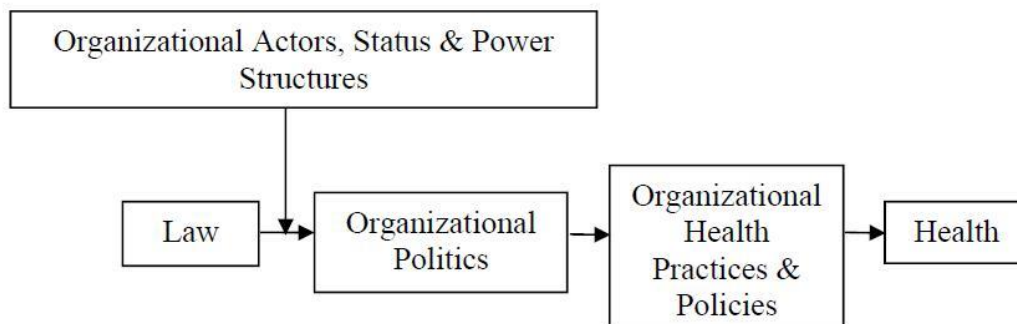 Organizational Actors, Status & Power
Structures
Law
Organizational
Politics
Organizational
Health
Practices &
Policies
Health